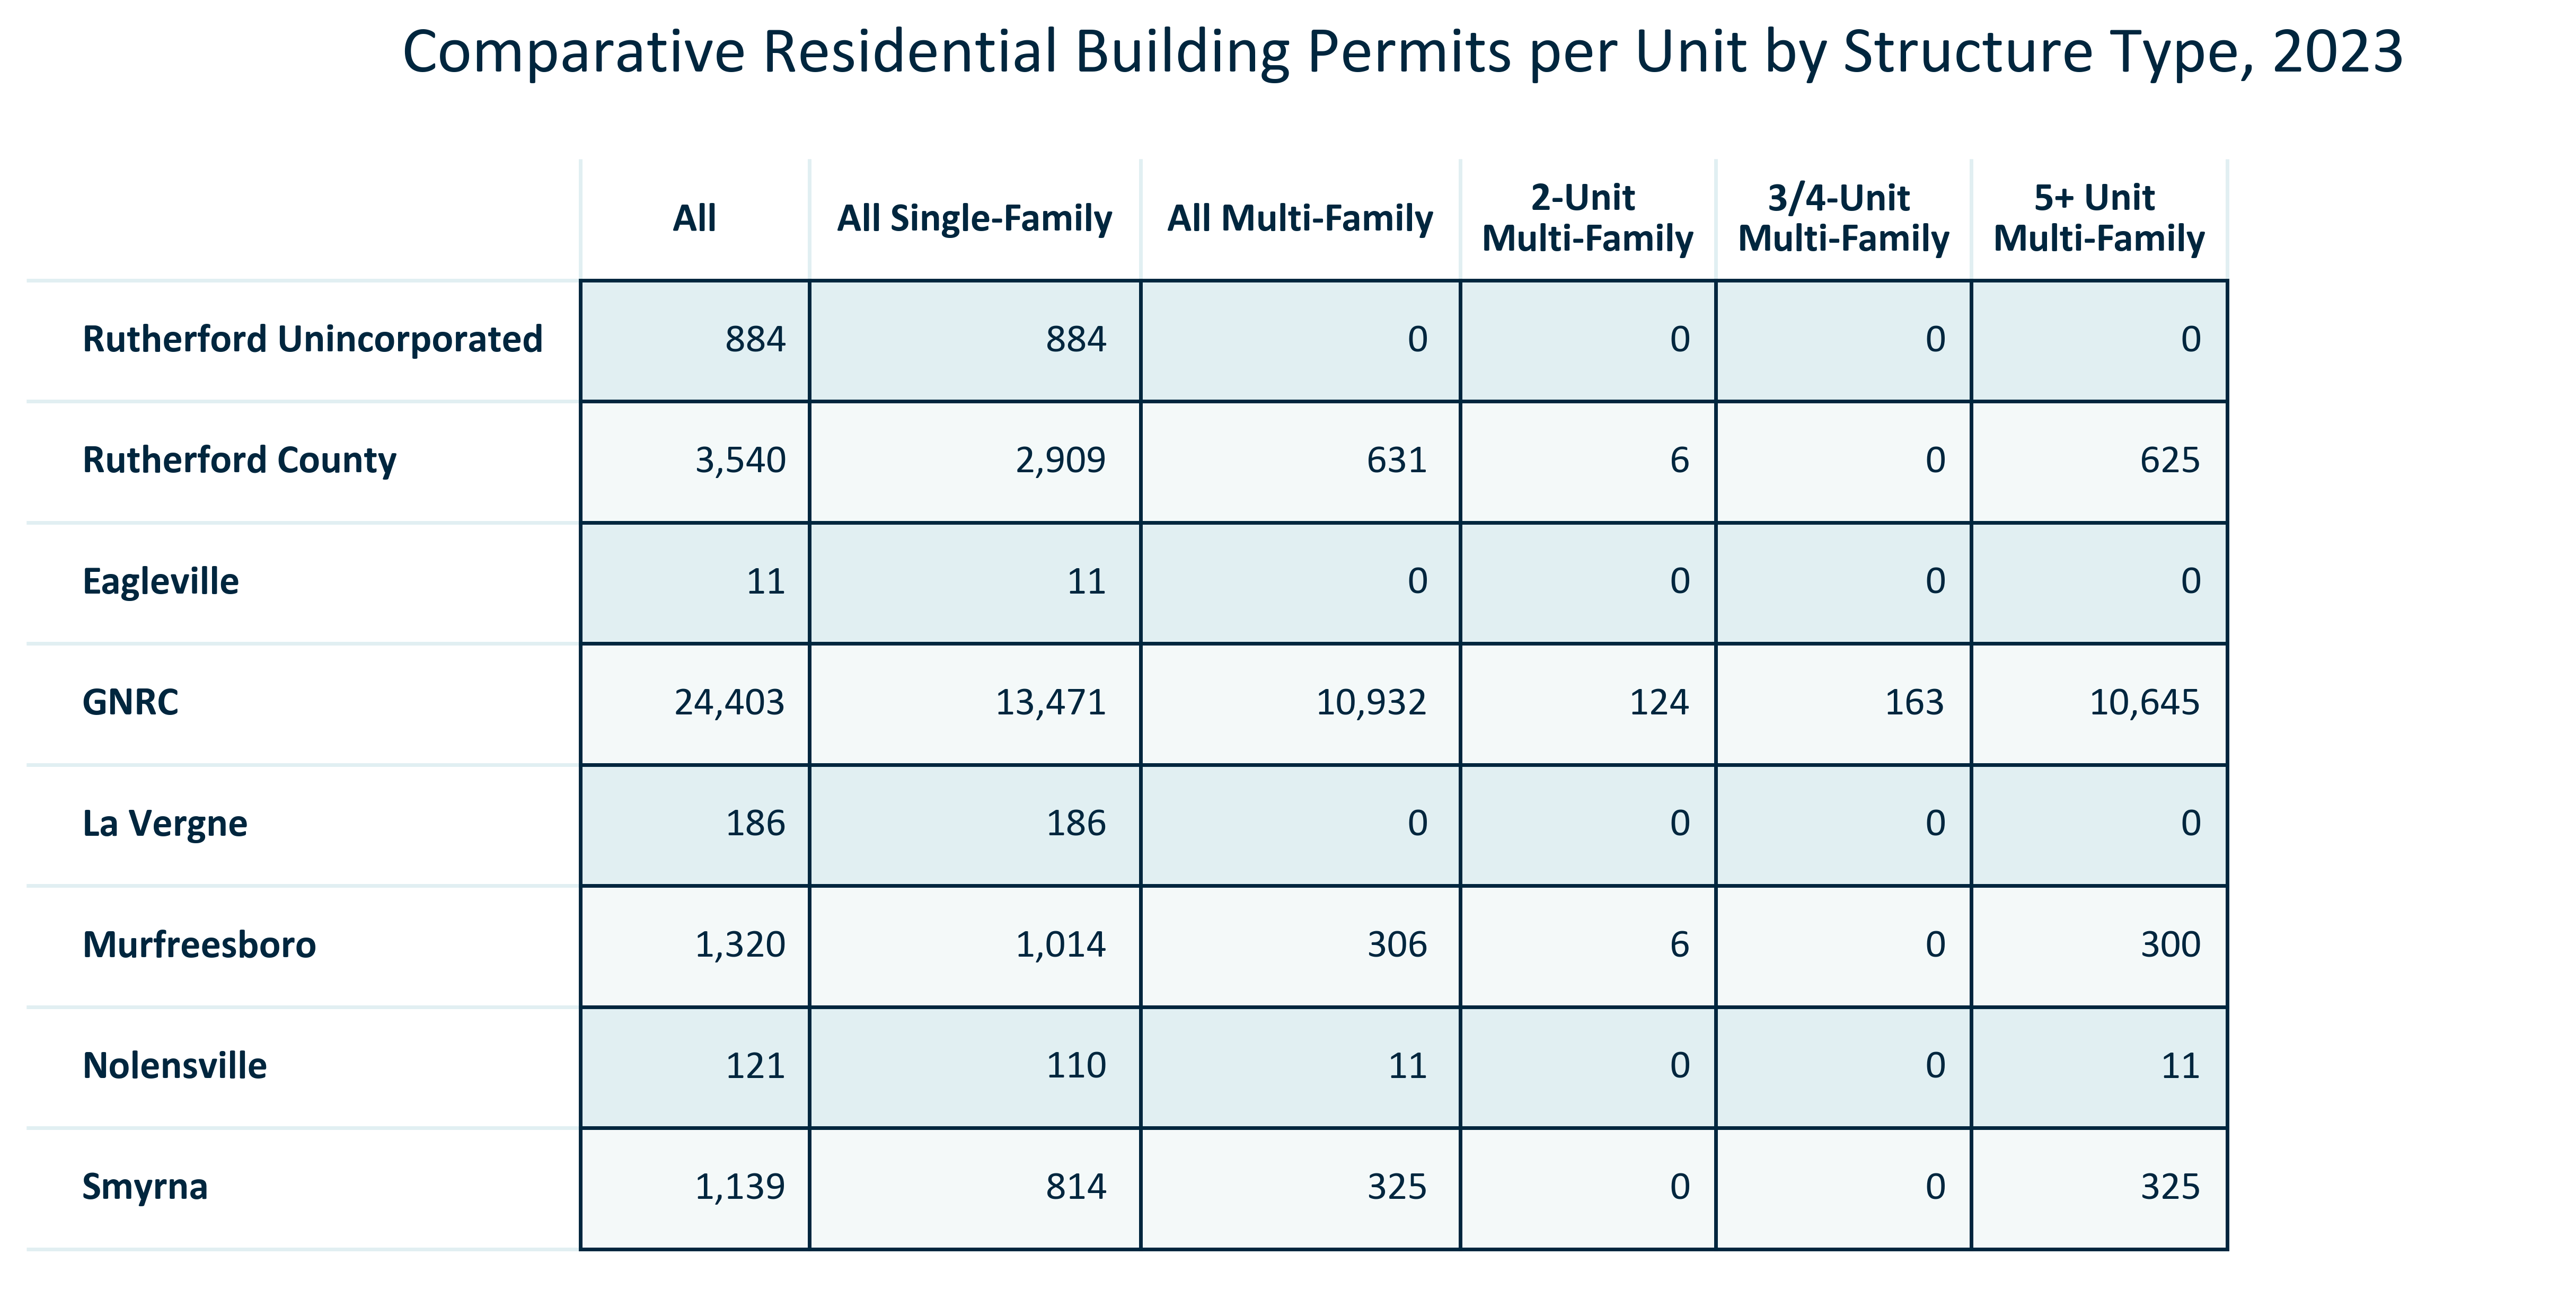 Comparative Residential Building Permits per Unit by Structure Type, 2023
All All Single-Family All Multi-Family 2-Unit Multi-Family 3/4-Unit Multi-Family 5+ Unit Multi-Family
Rutherford Unincorporated 884 884 0 0 0 0
Rutherford County 3,540 2,909 631 6 0 625
Eagleville 11 11 0 0 0 0
GNRC 24,403 13,471 10,932 124 163 10,645
La Vergne 186 186 0 0 0 0
Murfreesboro 1,320 1,014 306 6 0 300
Nolensville 121 110 11 0 0 11
Smyrna 1,139 814 325 0 0 325